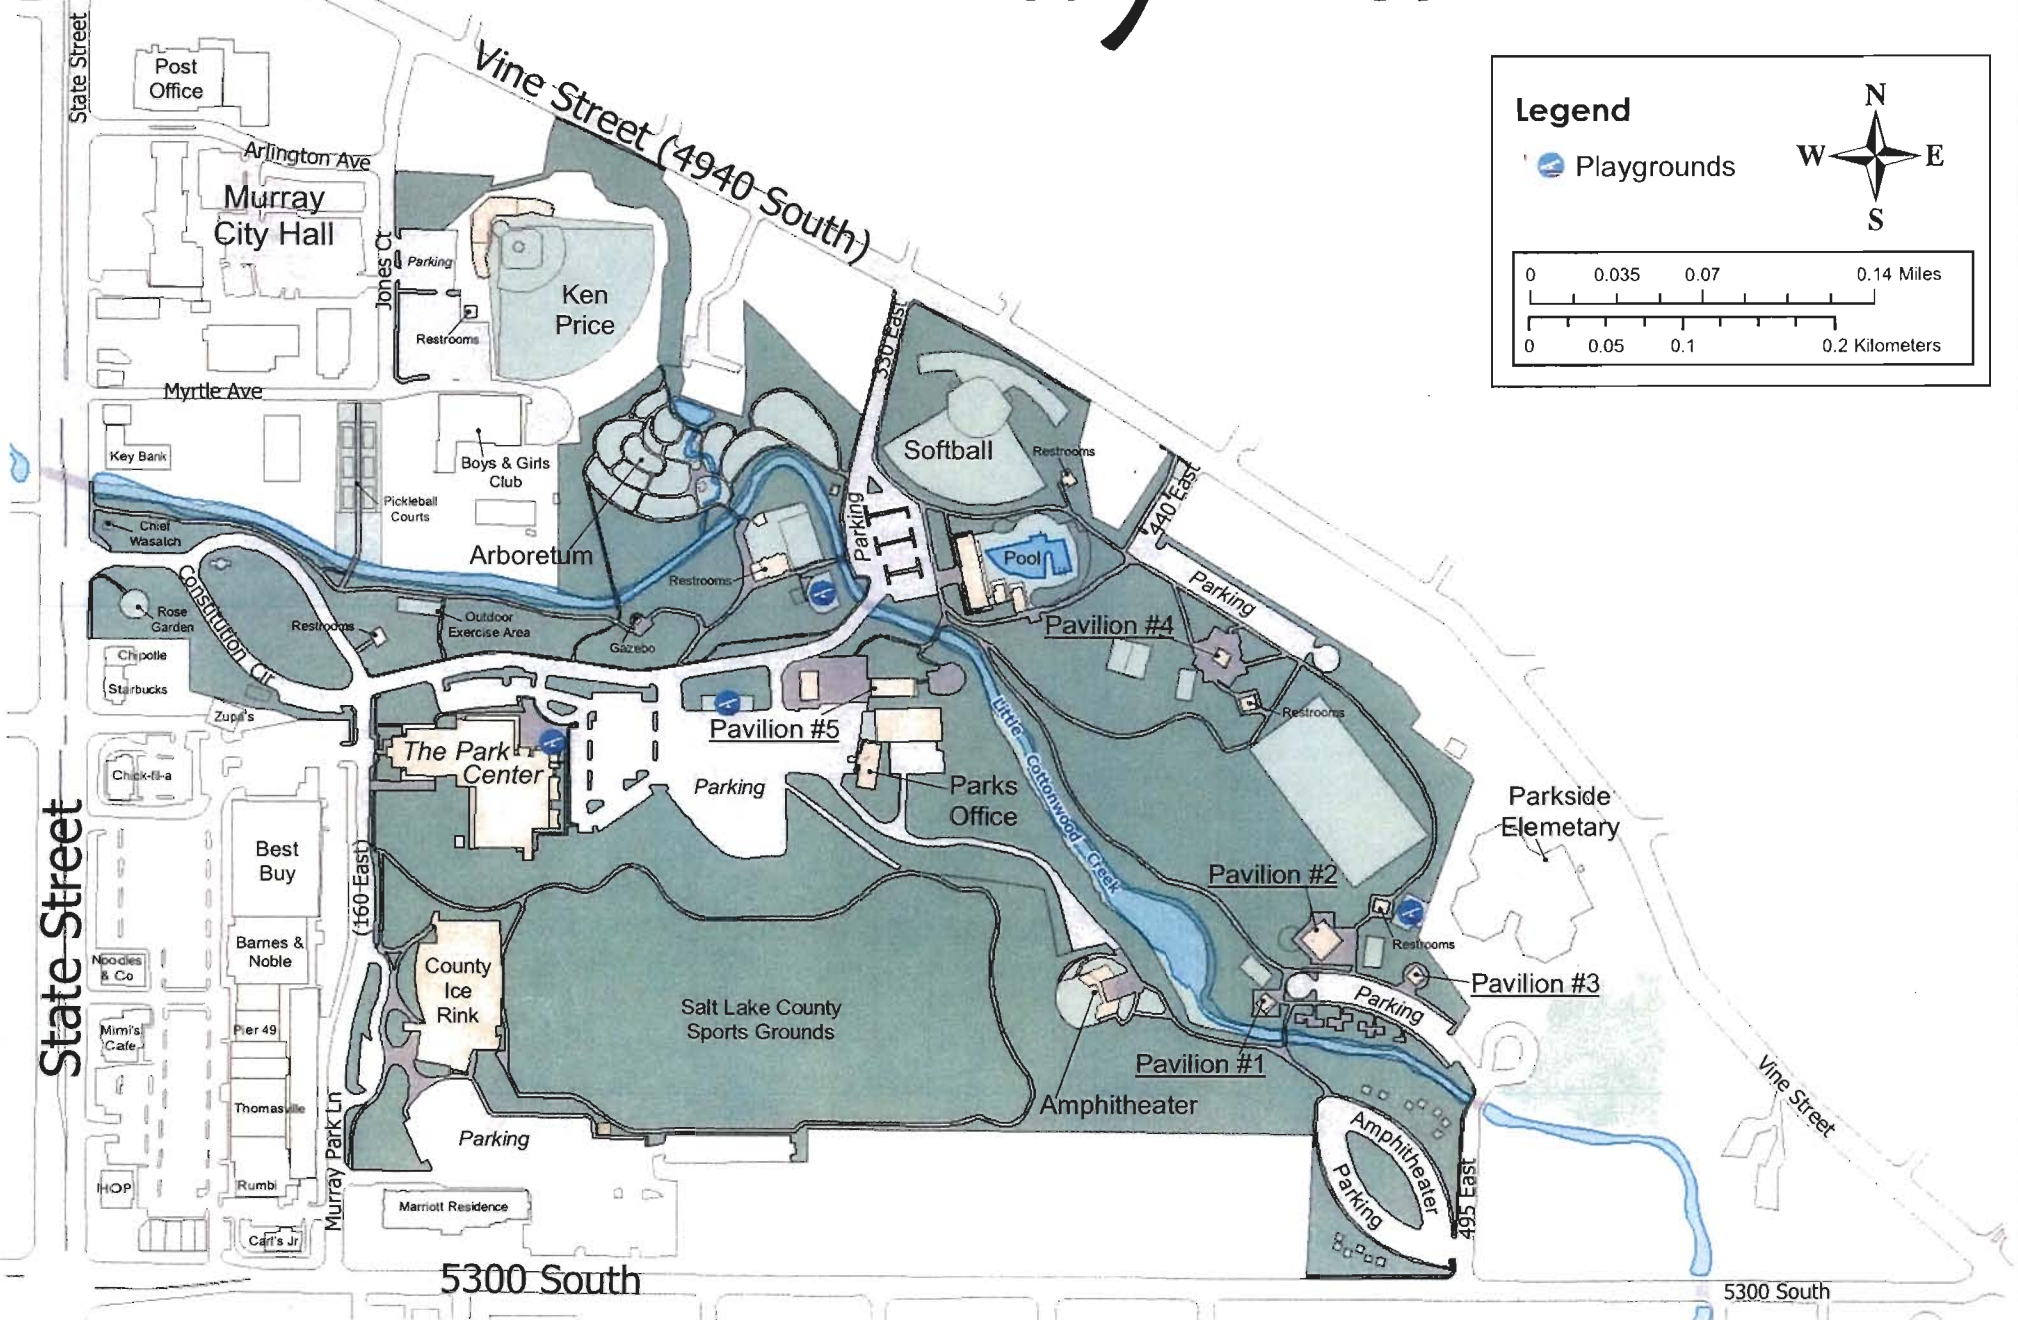 State Street
Post
Office
Vine Street (4940 South)
Arlington Ave
Murray
City Hall
Jones Ct
Parking
Restrooms
Ken
Price
Myrtle Ave
330 East
Legend
Playgrounds
N
W
E
S
0
0.035
0.07
0.14 Miles
0
0.05
0.1
0.2 Kilometers
Key Bank
Boys & Girls
Club
Pickleball
Courts
Chief
Wasatch
Arboretum
Restrooms
Parking
Softball
Restrooms
440 East
Pool
Parking
Constitution Cir
Rose
Garden
Restrooms
Outdoor
Exercise Area
Gazebo
Pavilion #4
Restrooms
Chipotle
Starbucks
Zupa's
Pavilion #5
The Park
Center
Parking
Parks
Office
Little Cottonwood Creek
Chick-fil-a
Best
Buy
State Street
(160 East)
Parkside
Elemetary
Pavilion #2
Restrooms
Pavilion #3
Parking
Barnes &
Noble
Noodles
& Co
County
Ice
Rink
Salt Lake County
Sports Grounds
Mimi's
Cafe
Pier 49
Pavilion #1
Amphitheater
Thomasville
Murray Park Ln
Parking
Amphitheater
Parking
495 East
Vine Street
IHOP
Rumbi
Marriott Residence
Carl's Jr
5300 South
5300 South